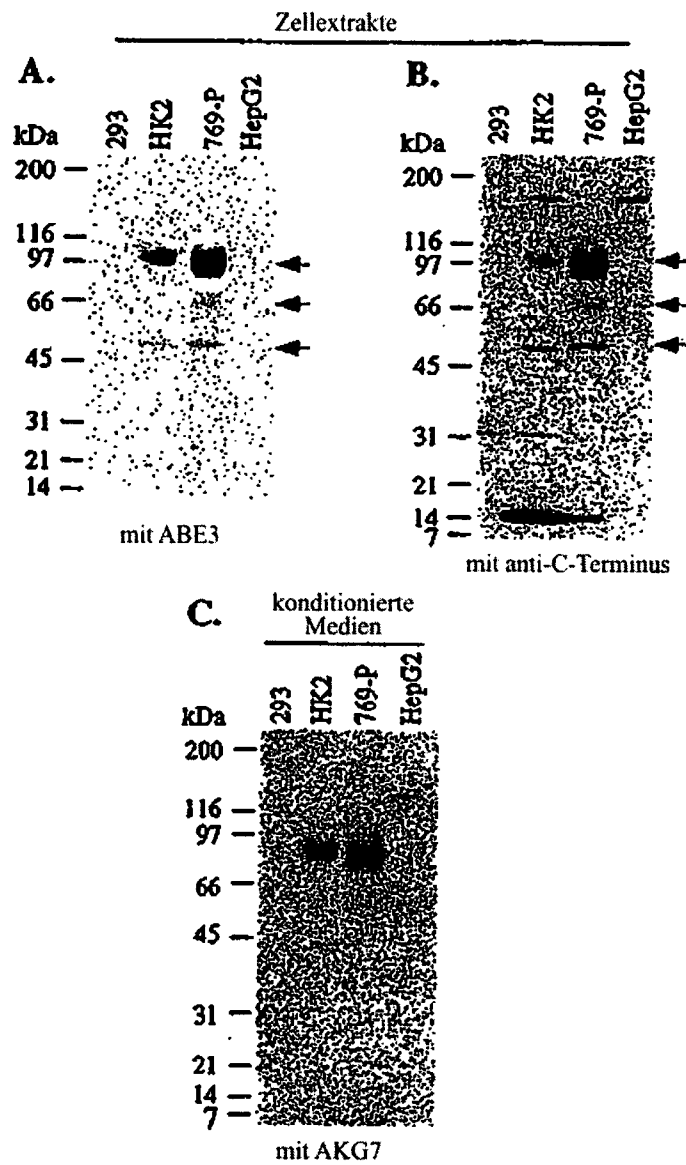 Zellextrakte
A.
kDa
293
HK2
769-P
HepG2
200
116
97
66
45
31
21
14
mit ABE3
B.
kDa
293
HK2
769-P
HepG2
200
116
97
66
45
31
21
14
7
mit anti-C-Terminus
C.
konditionierte
Medien
kDa
293
HK2
769-P
HepG2
200
116
97
66
45
31
21
14
7
mit AKG7